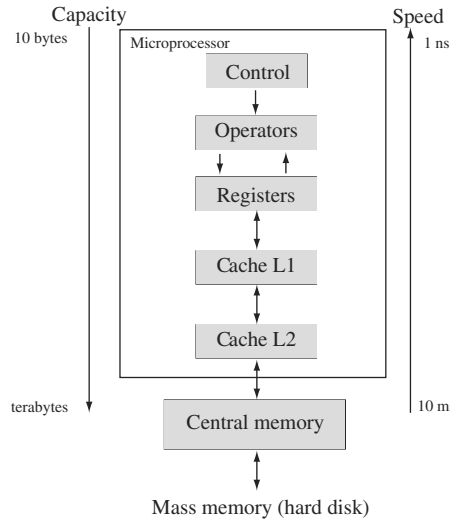 Capacity
Speed
10 bytes
1 ns
Microprocessor
Control
Operators
Registers
Cache L1
Cache L2
terabytes
10 m
Central memory
Mass memory (hard disk)